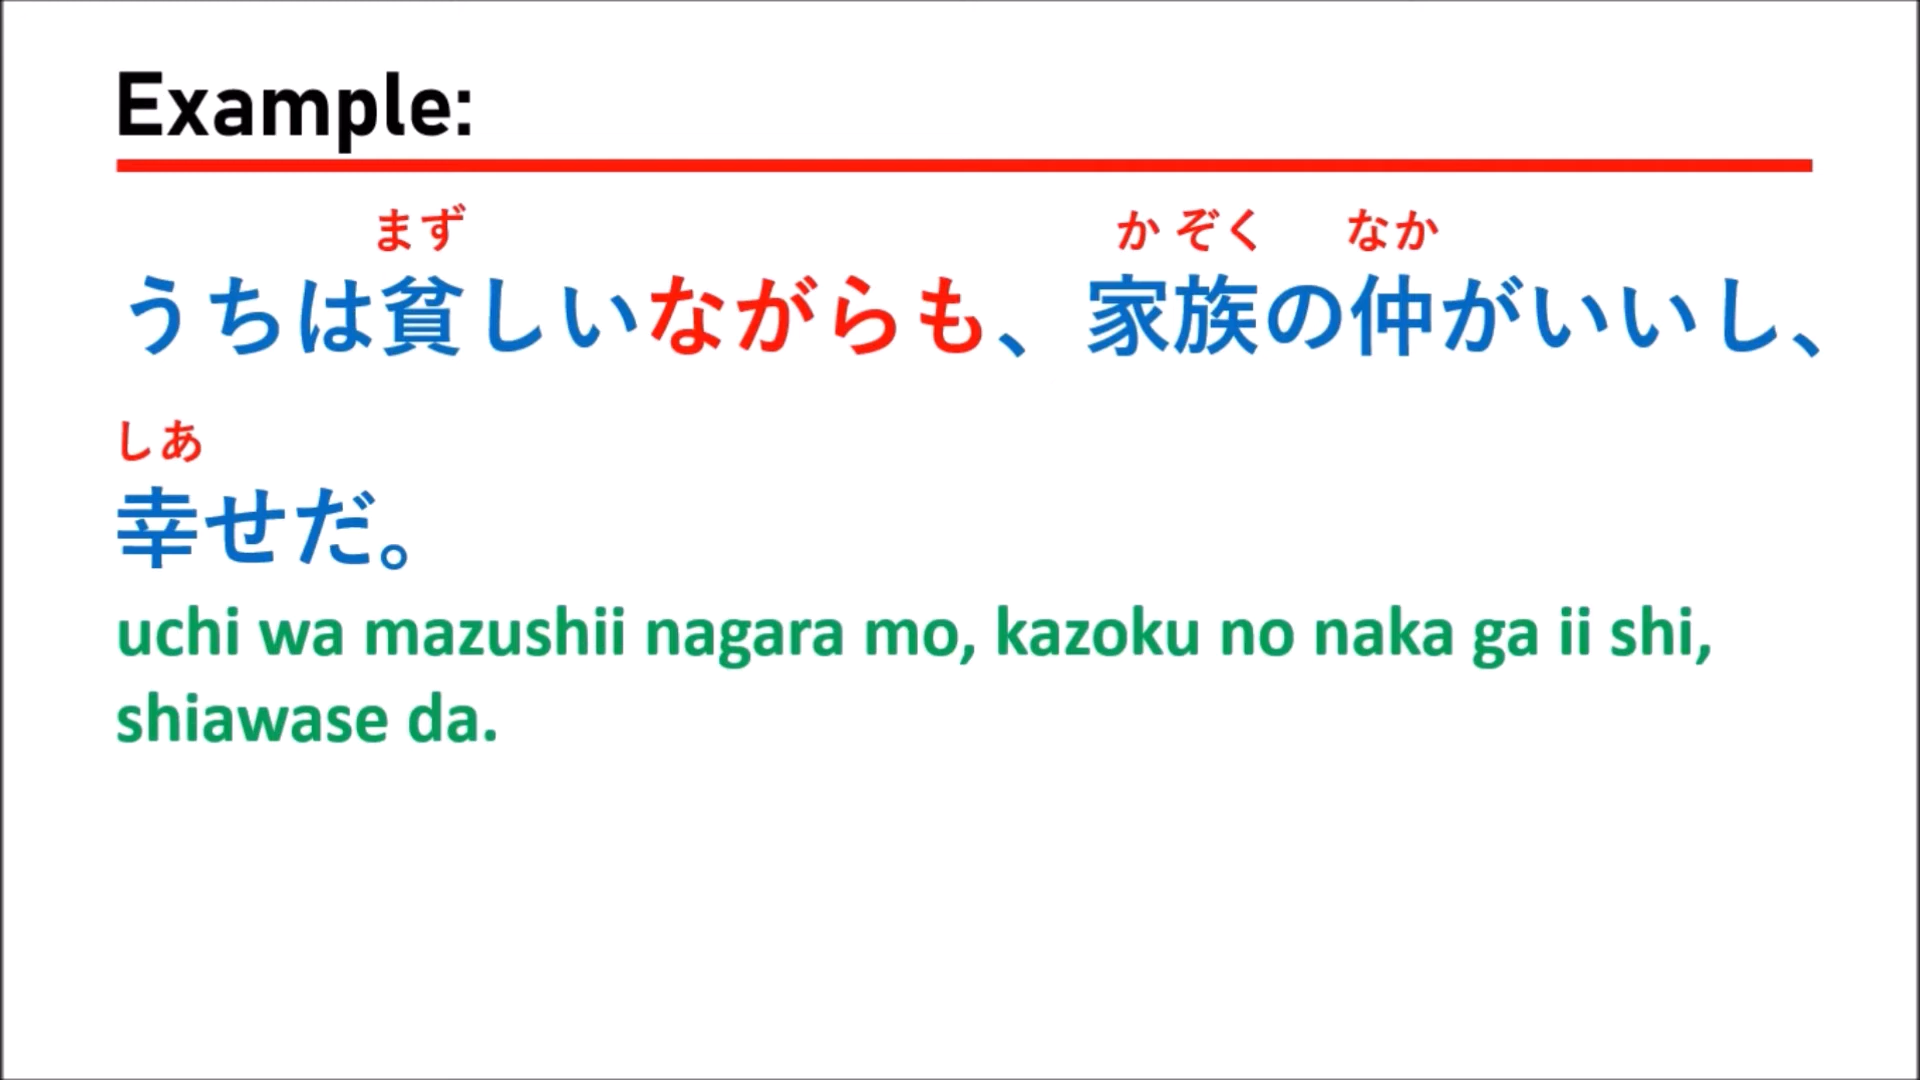 Example:
まず かぞく なか
うちは貧しいながらも、家族の仲がいいし、
しあ
幸せだ。
uchi wa mazushii nagara mo, kazoku no naka ga ii shi,
shiawase da.